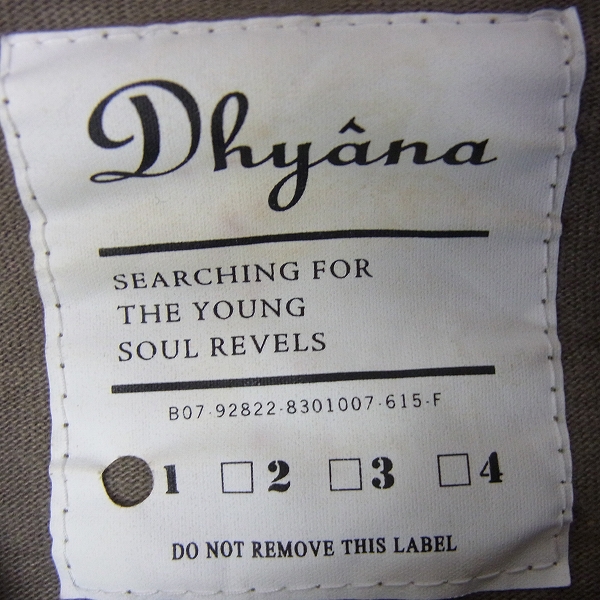 Dhyâna
SEARCHING FOR
THE YOUNG
SOUL REVELS
B07-92822-8301007-615-F
1 2 3 4
DO NOT REMOVE THIS LABEL